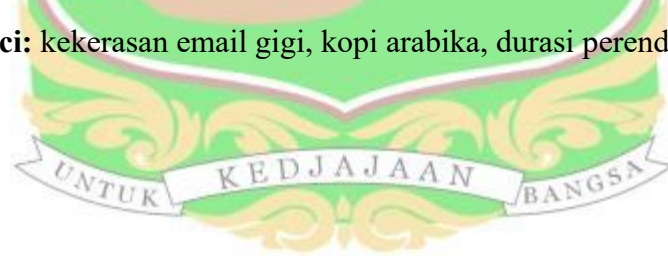 ci: kekerasan email gigi, kopi arabika, durasi perend
UNTUK KEDJAJAAN BANGSA